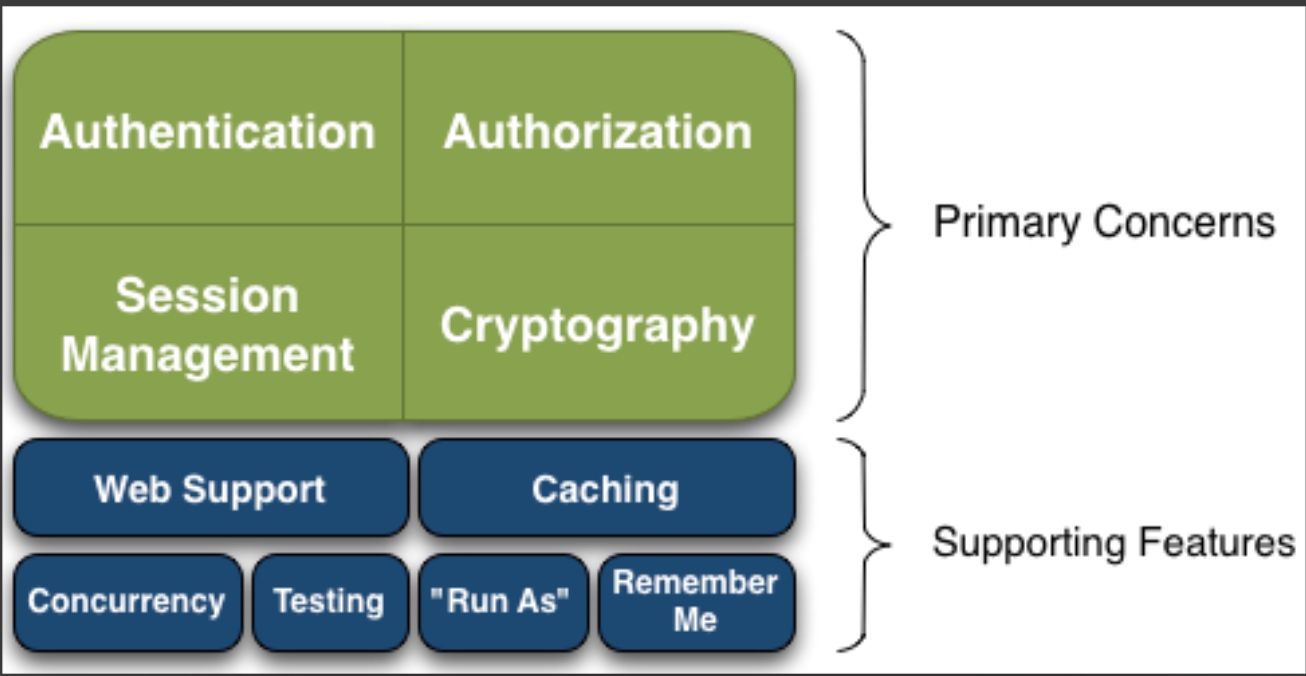 Authentication
Authorization
Session
Management
Cryptography
Primary Concerns
Web Support
Caching
Concurrency
Testing
"Run As"
Remember
Me
Supporting Features